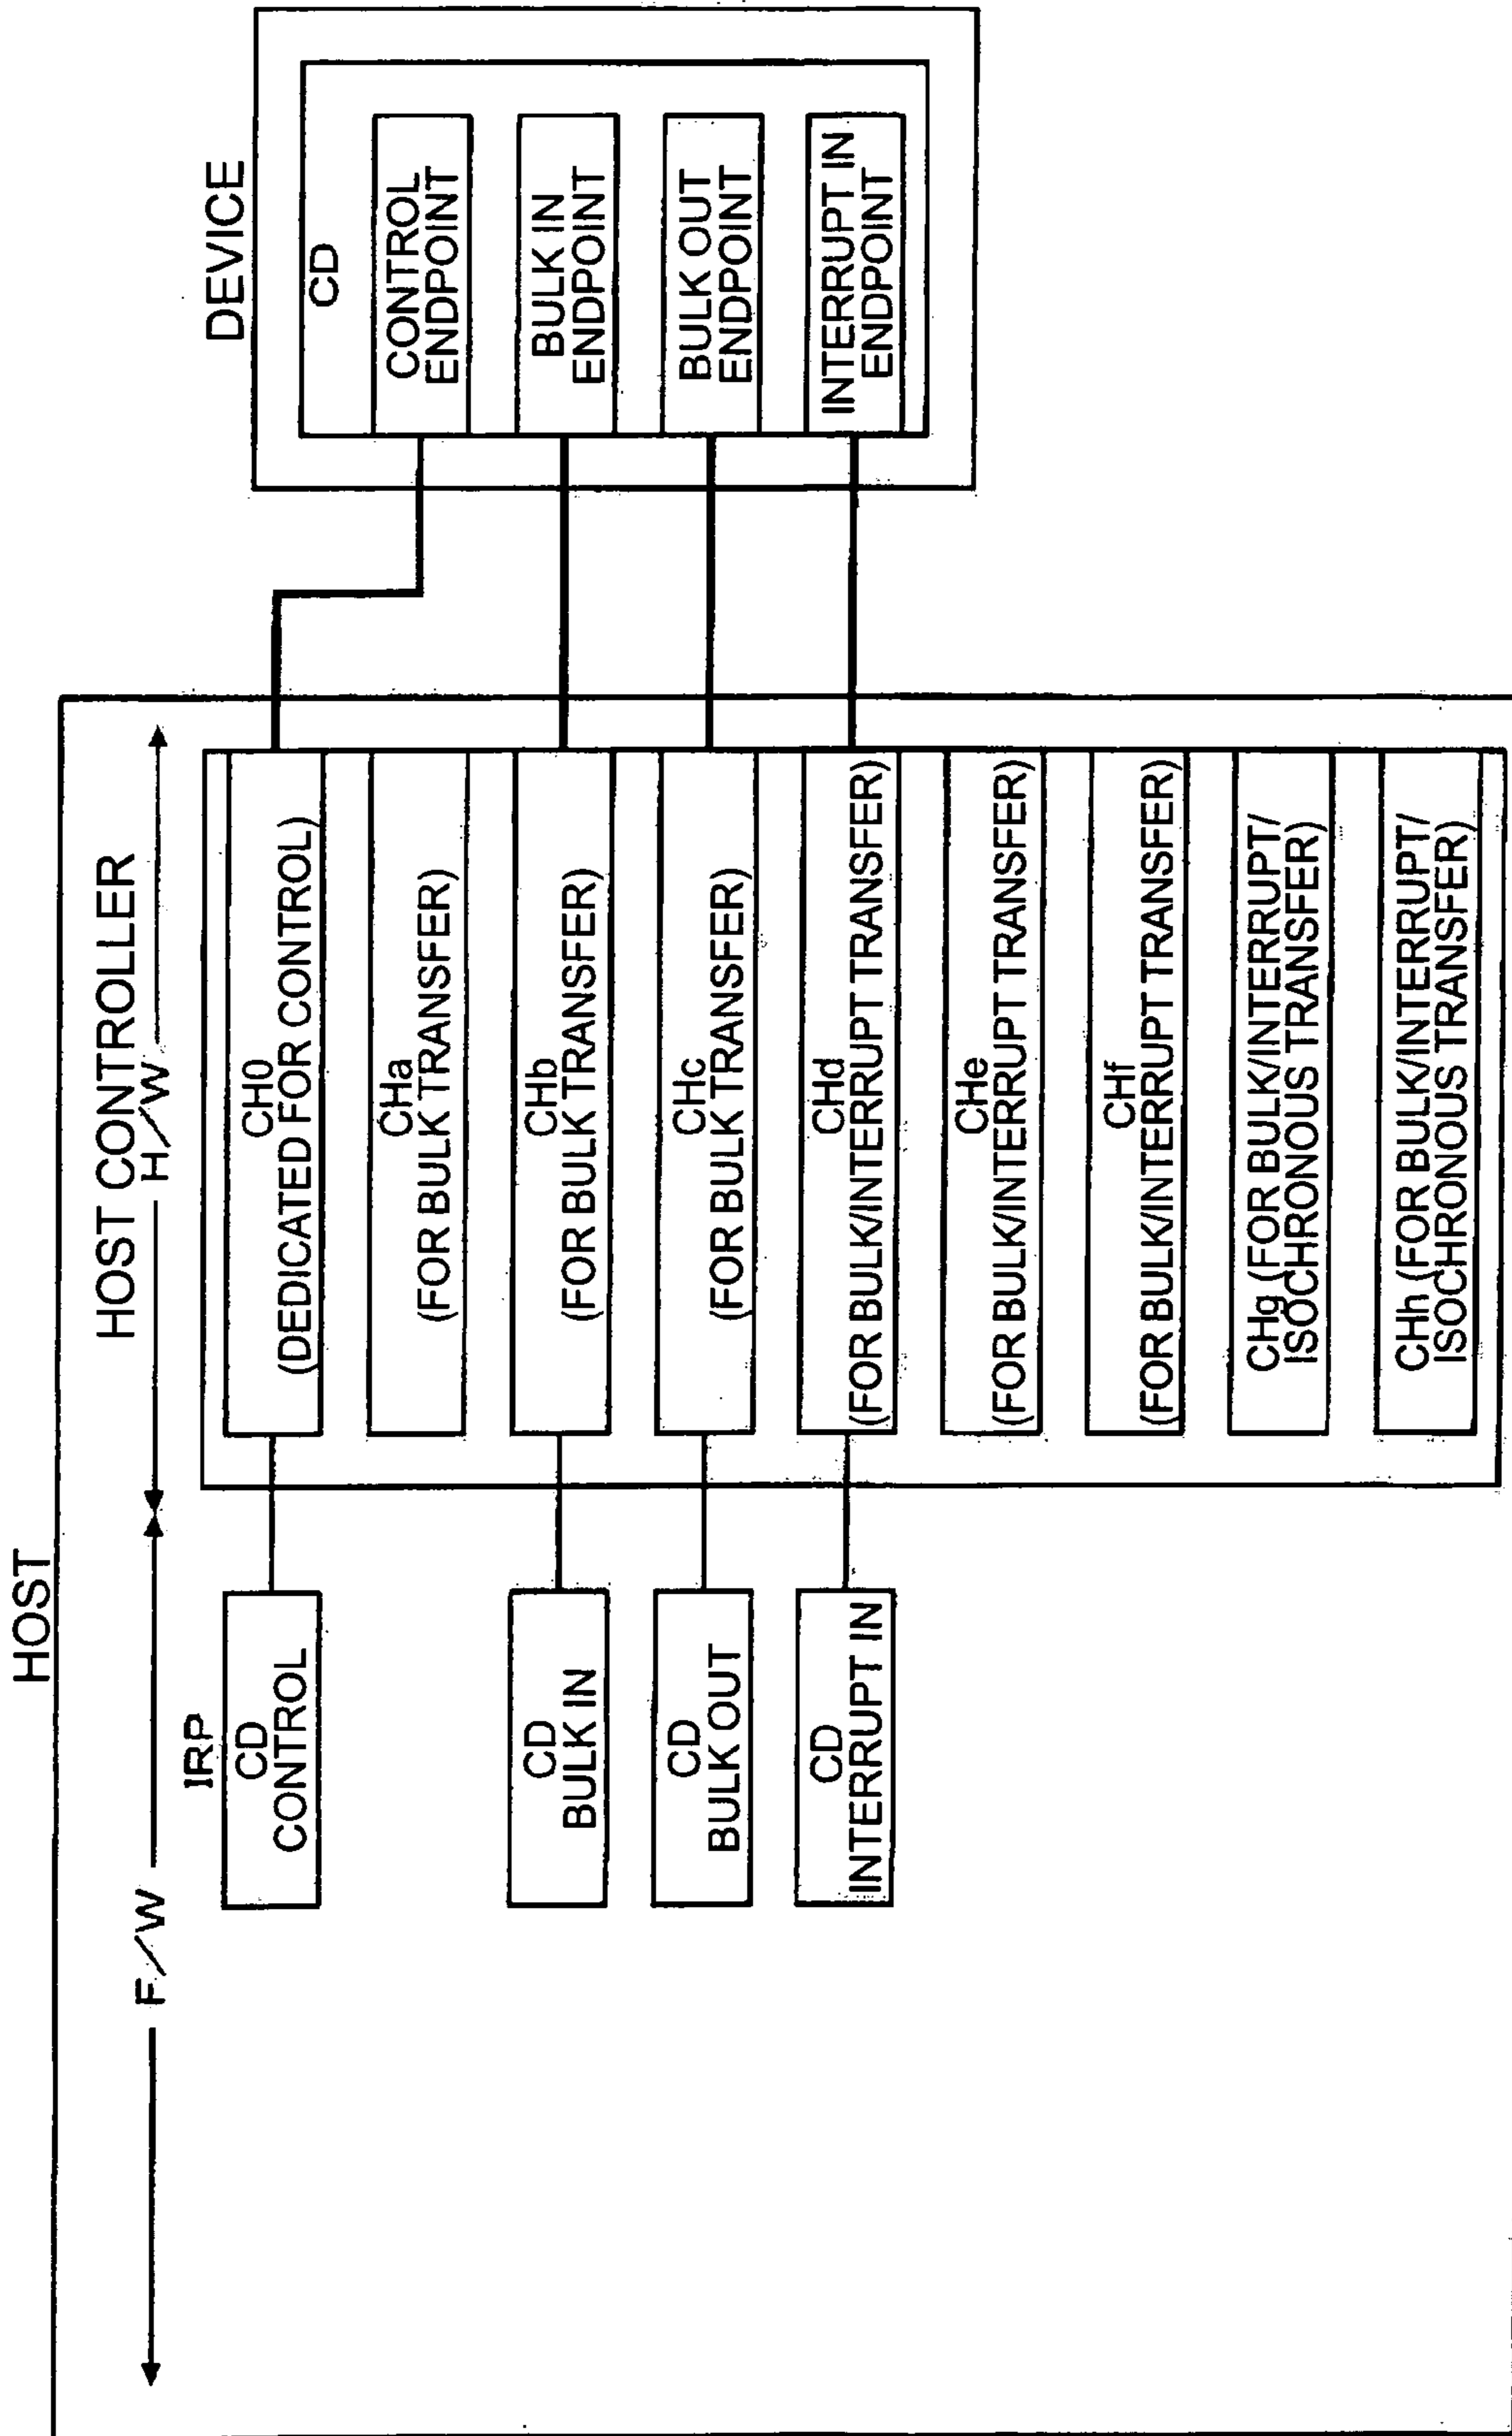 HOST
F/W
HOST CONTROLLER
H/W
IRP
CD
CONTROL
CD
BULK IN
CD
BULK OUT
CD
INTERRUPT IN
CH0
(DEDICATED FOR CONTROL)
CHa
(FOR BULK TRANSFER)
CHb
(FOR BULK TRANSFER)
CHc
(FOR BULK TRANSFER)
CHd
(FOR BULK/INTERRUPT TRANSFER)
CHe
(FOR BULK/INTERRUPT TRANSFER)
CHf
(FOR BULK/INTERRUPT TRANSFER)
CHg (FOR BULK/INTERRUPT/
ISOCHRONOUS TRANSFER)
CHh (FOR BULK/INTERRUPT/
ISOCHRONOUS TRANSFER)
DEVICE
CD
CONTROL
ENDPOINT
BULK IN
ENDPOINT
BULK OUT
ENDPOINT
INTERRUPT IN
ENDPOINT